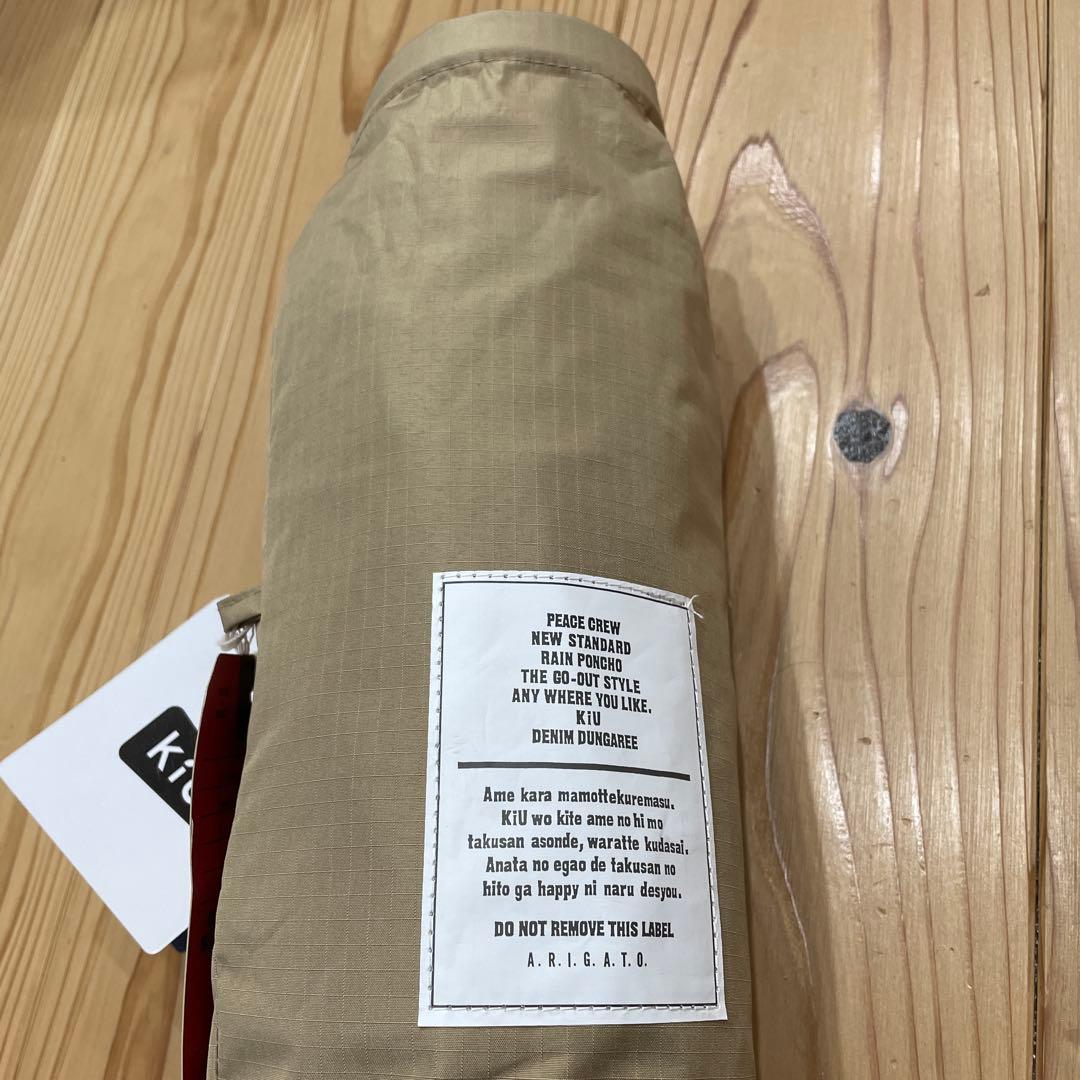 PEACE CREW
NEW STANDARD
RAIN PONCHO
THE GO-OUT STYLE
ANY WHERE YOU LIKE.
KiU
DENIM DUNGAREE
Ame kara mamottekuremasu.
KiU wo kite ame no hi mo
takusan asonde, waratte kudasai.
Anata no egao de takusan no
hito ga happy ni naru desyou.
DO NOT REMOVE THIS LABEL
A. R. I. G. A. T. O.